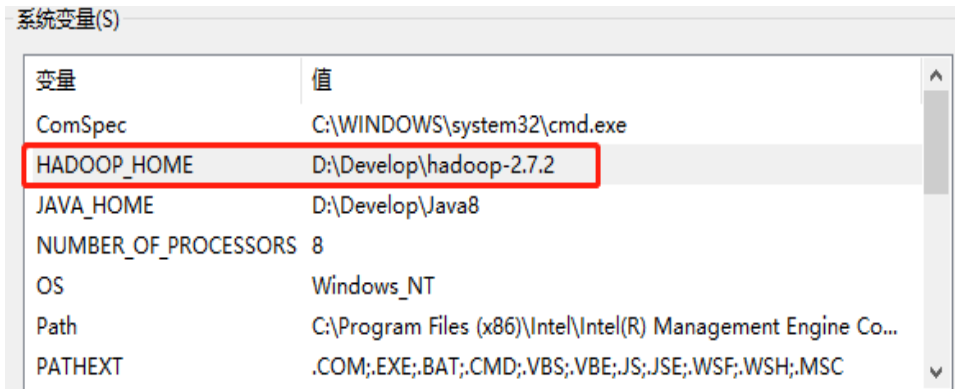 系统变量(S)
变量 值
ComSpec C:\WINDOWS\system32\cmd.exe
HADOOP_HOME D:\Develop\hadoop-2.7.2
JAVA_HOME D:\Develop\Java8
NUMBER_OF_PROCESSORS 8
OS Windows_NT
Path C:\Program Files (x86)\Intel\Intel(R) Management Engine Co...
PATHEXT .COM;.EXE;.BAT;.CMD;.VBS;.VBE;.JS;.JSE;.WSF;.WSH;.MSC